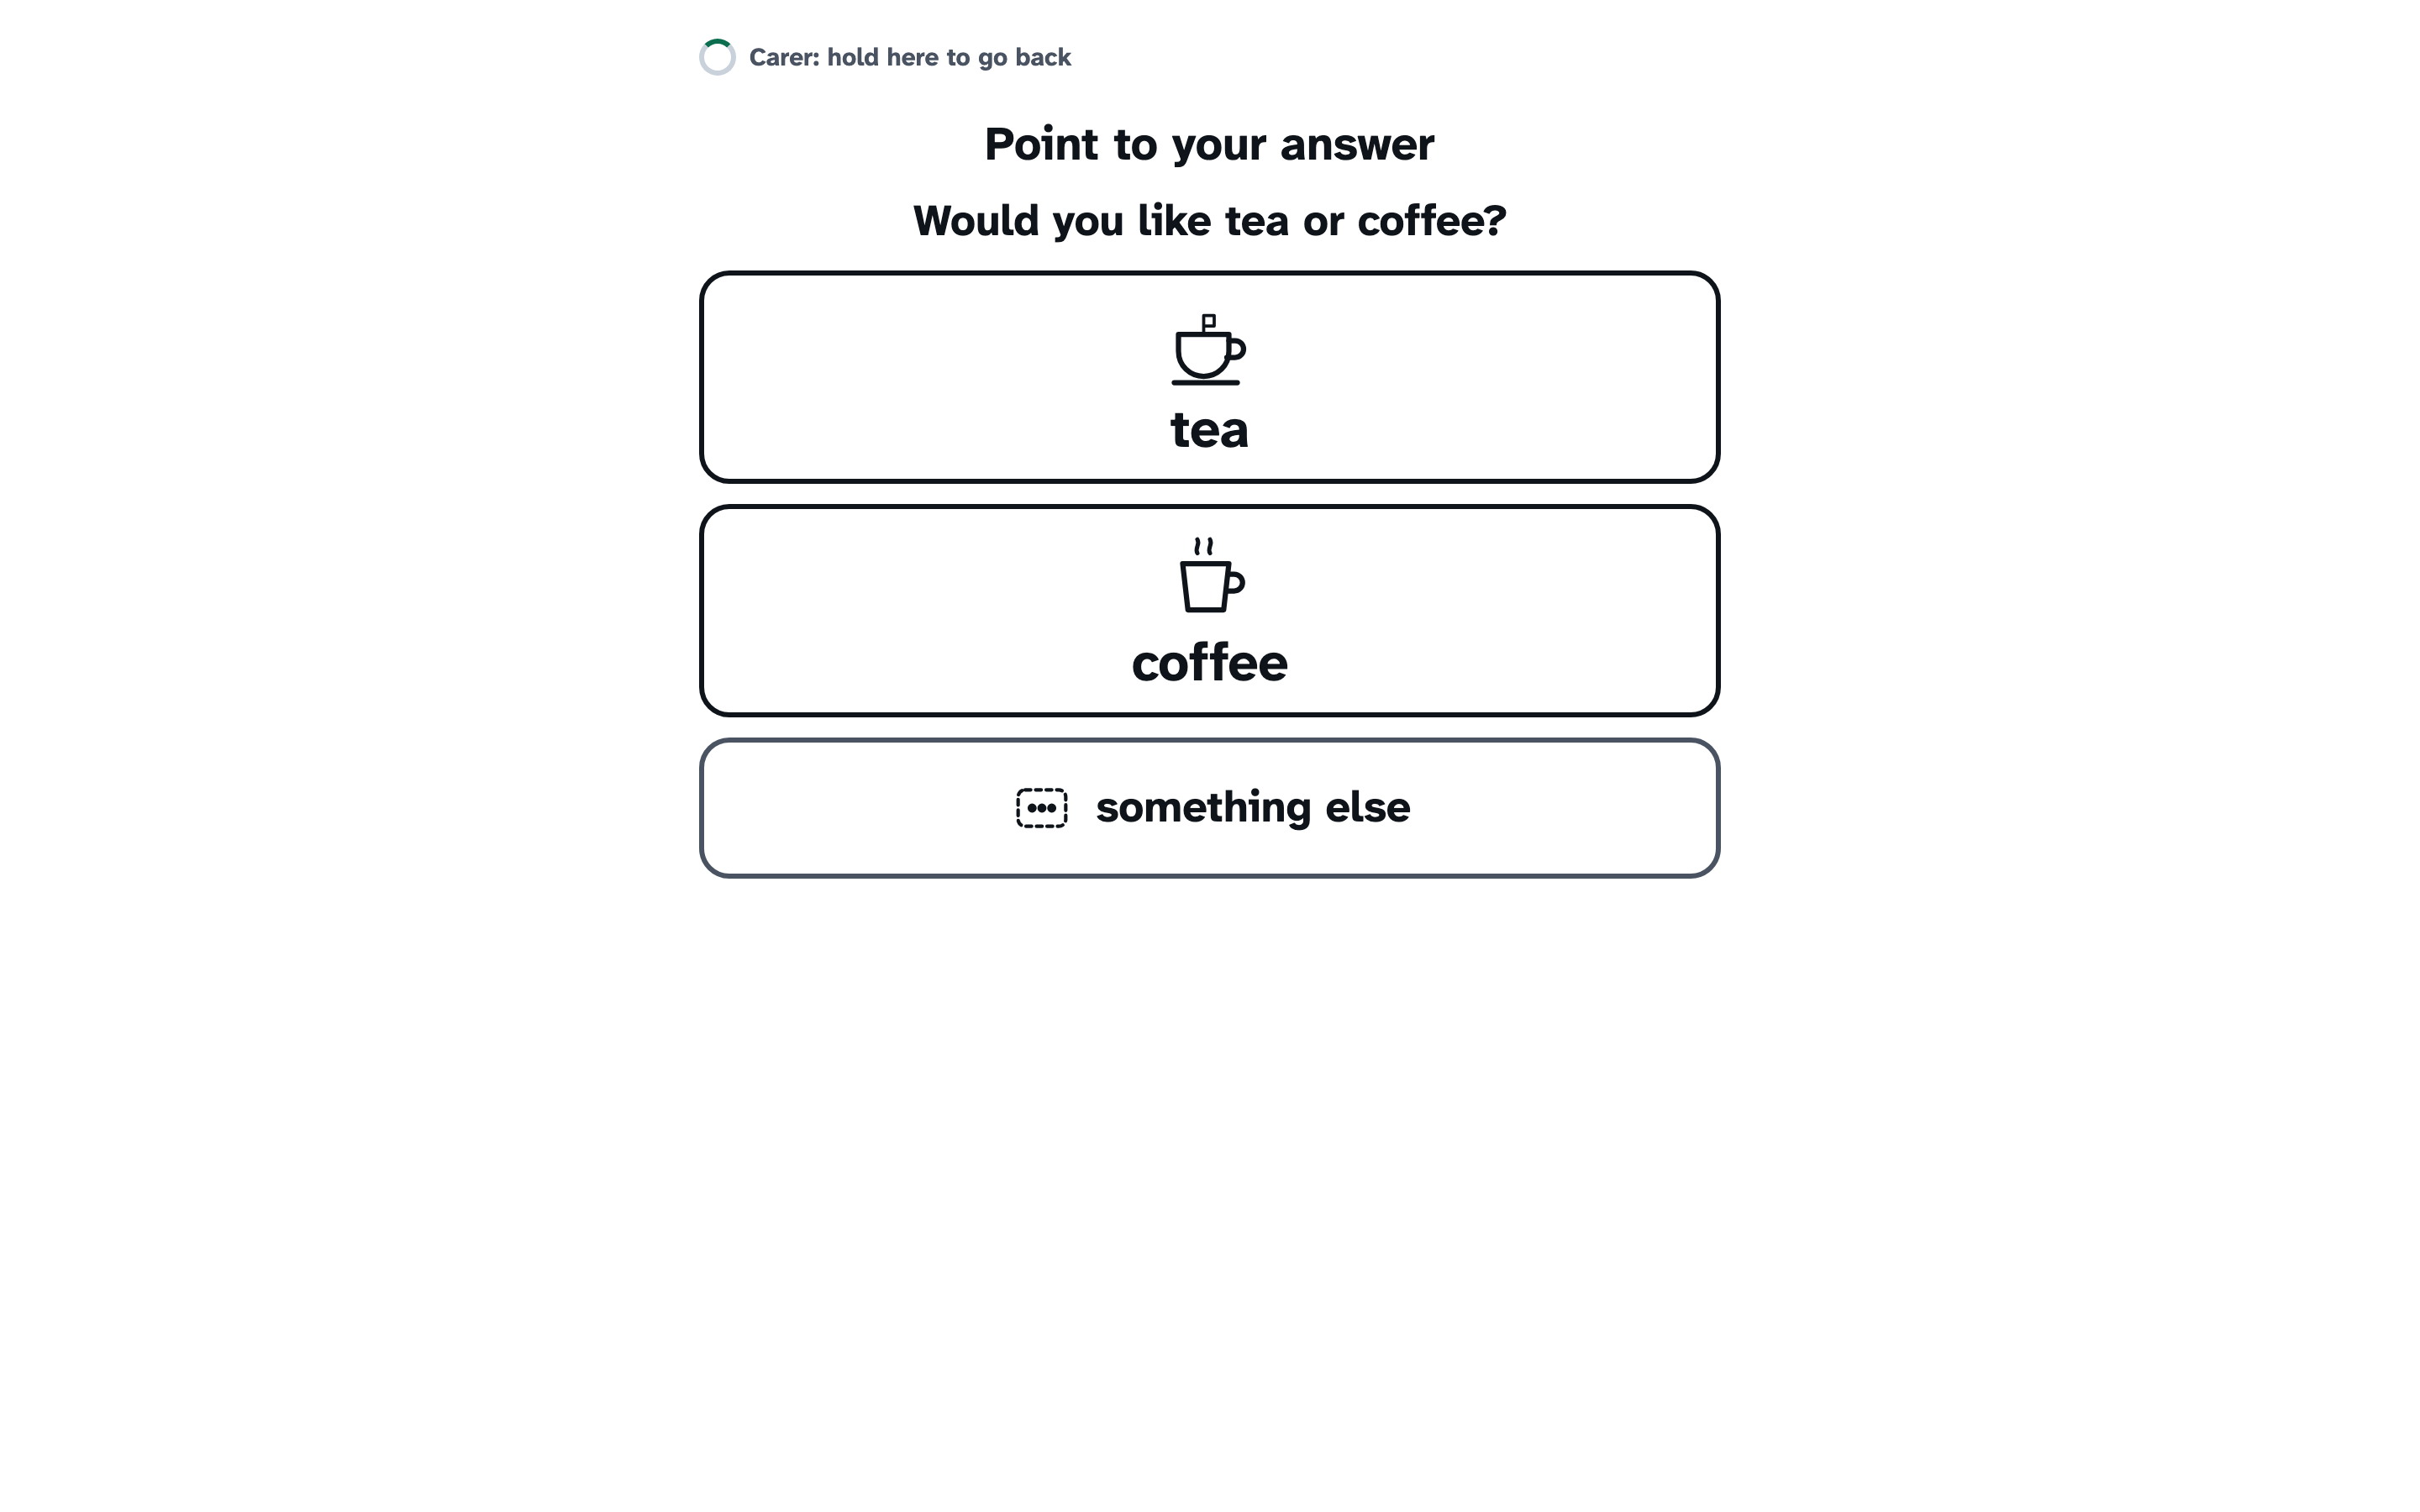 Carer: hold here to go back
Point to your answer
Would you like tea or coffee?
tea
coffee
something else